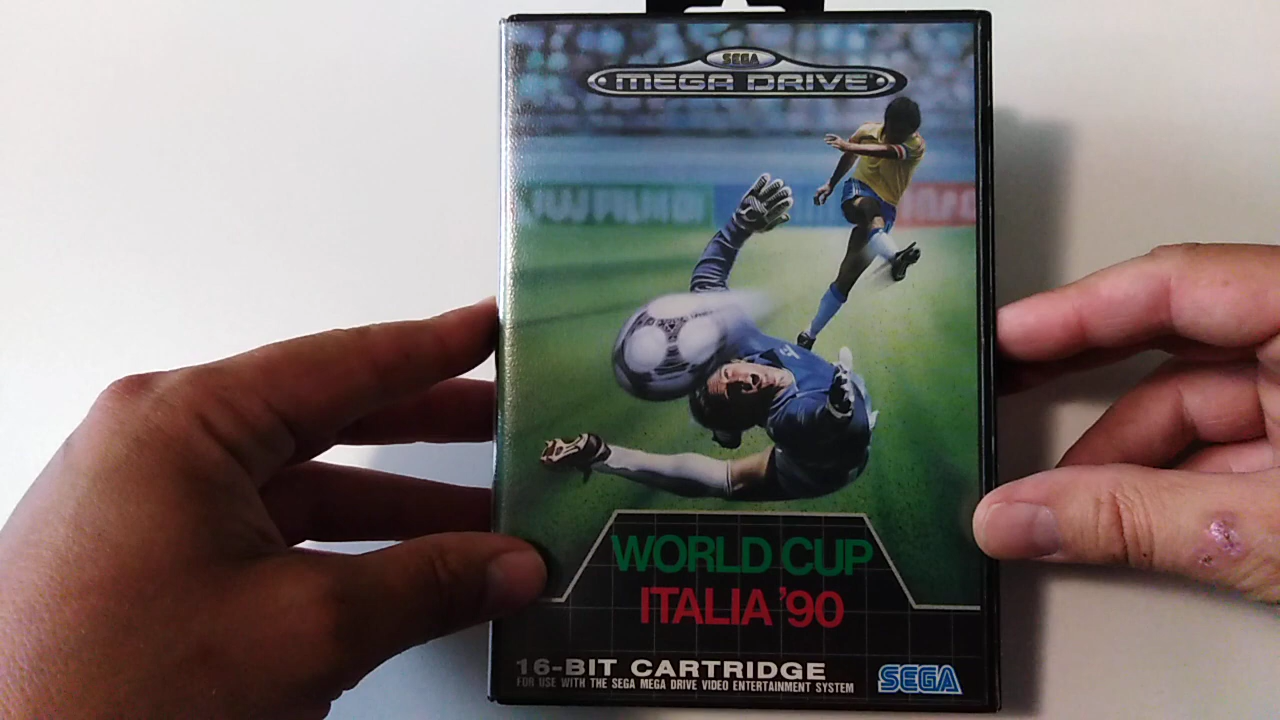 SEGA
MEGA DRIVE
WORLD CUP
ITALIA '90
16-BIT CARTRIDGE
FOR USE WITH THE SEGA MEGA DRIVE VIDEO ENTERTAINMENT SYSTEM
SEGA